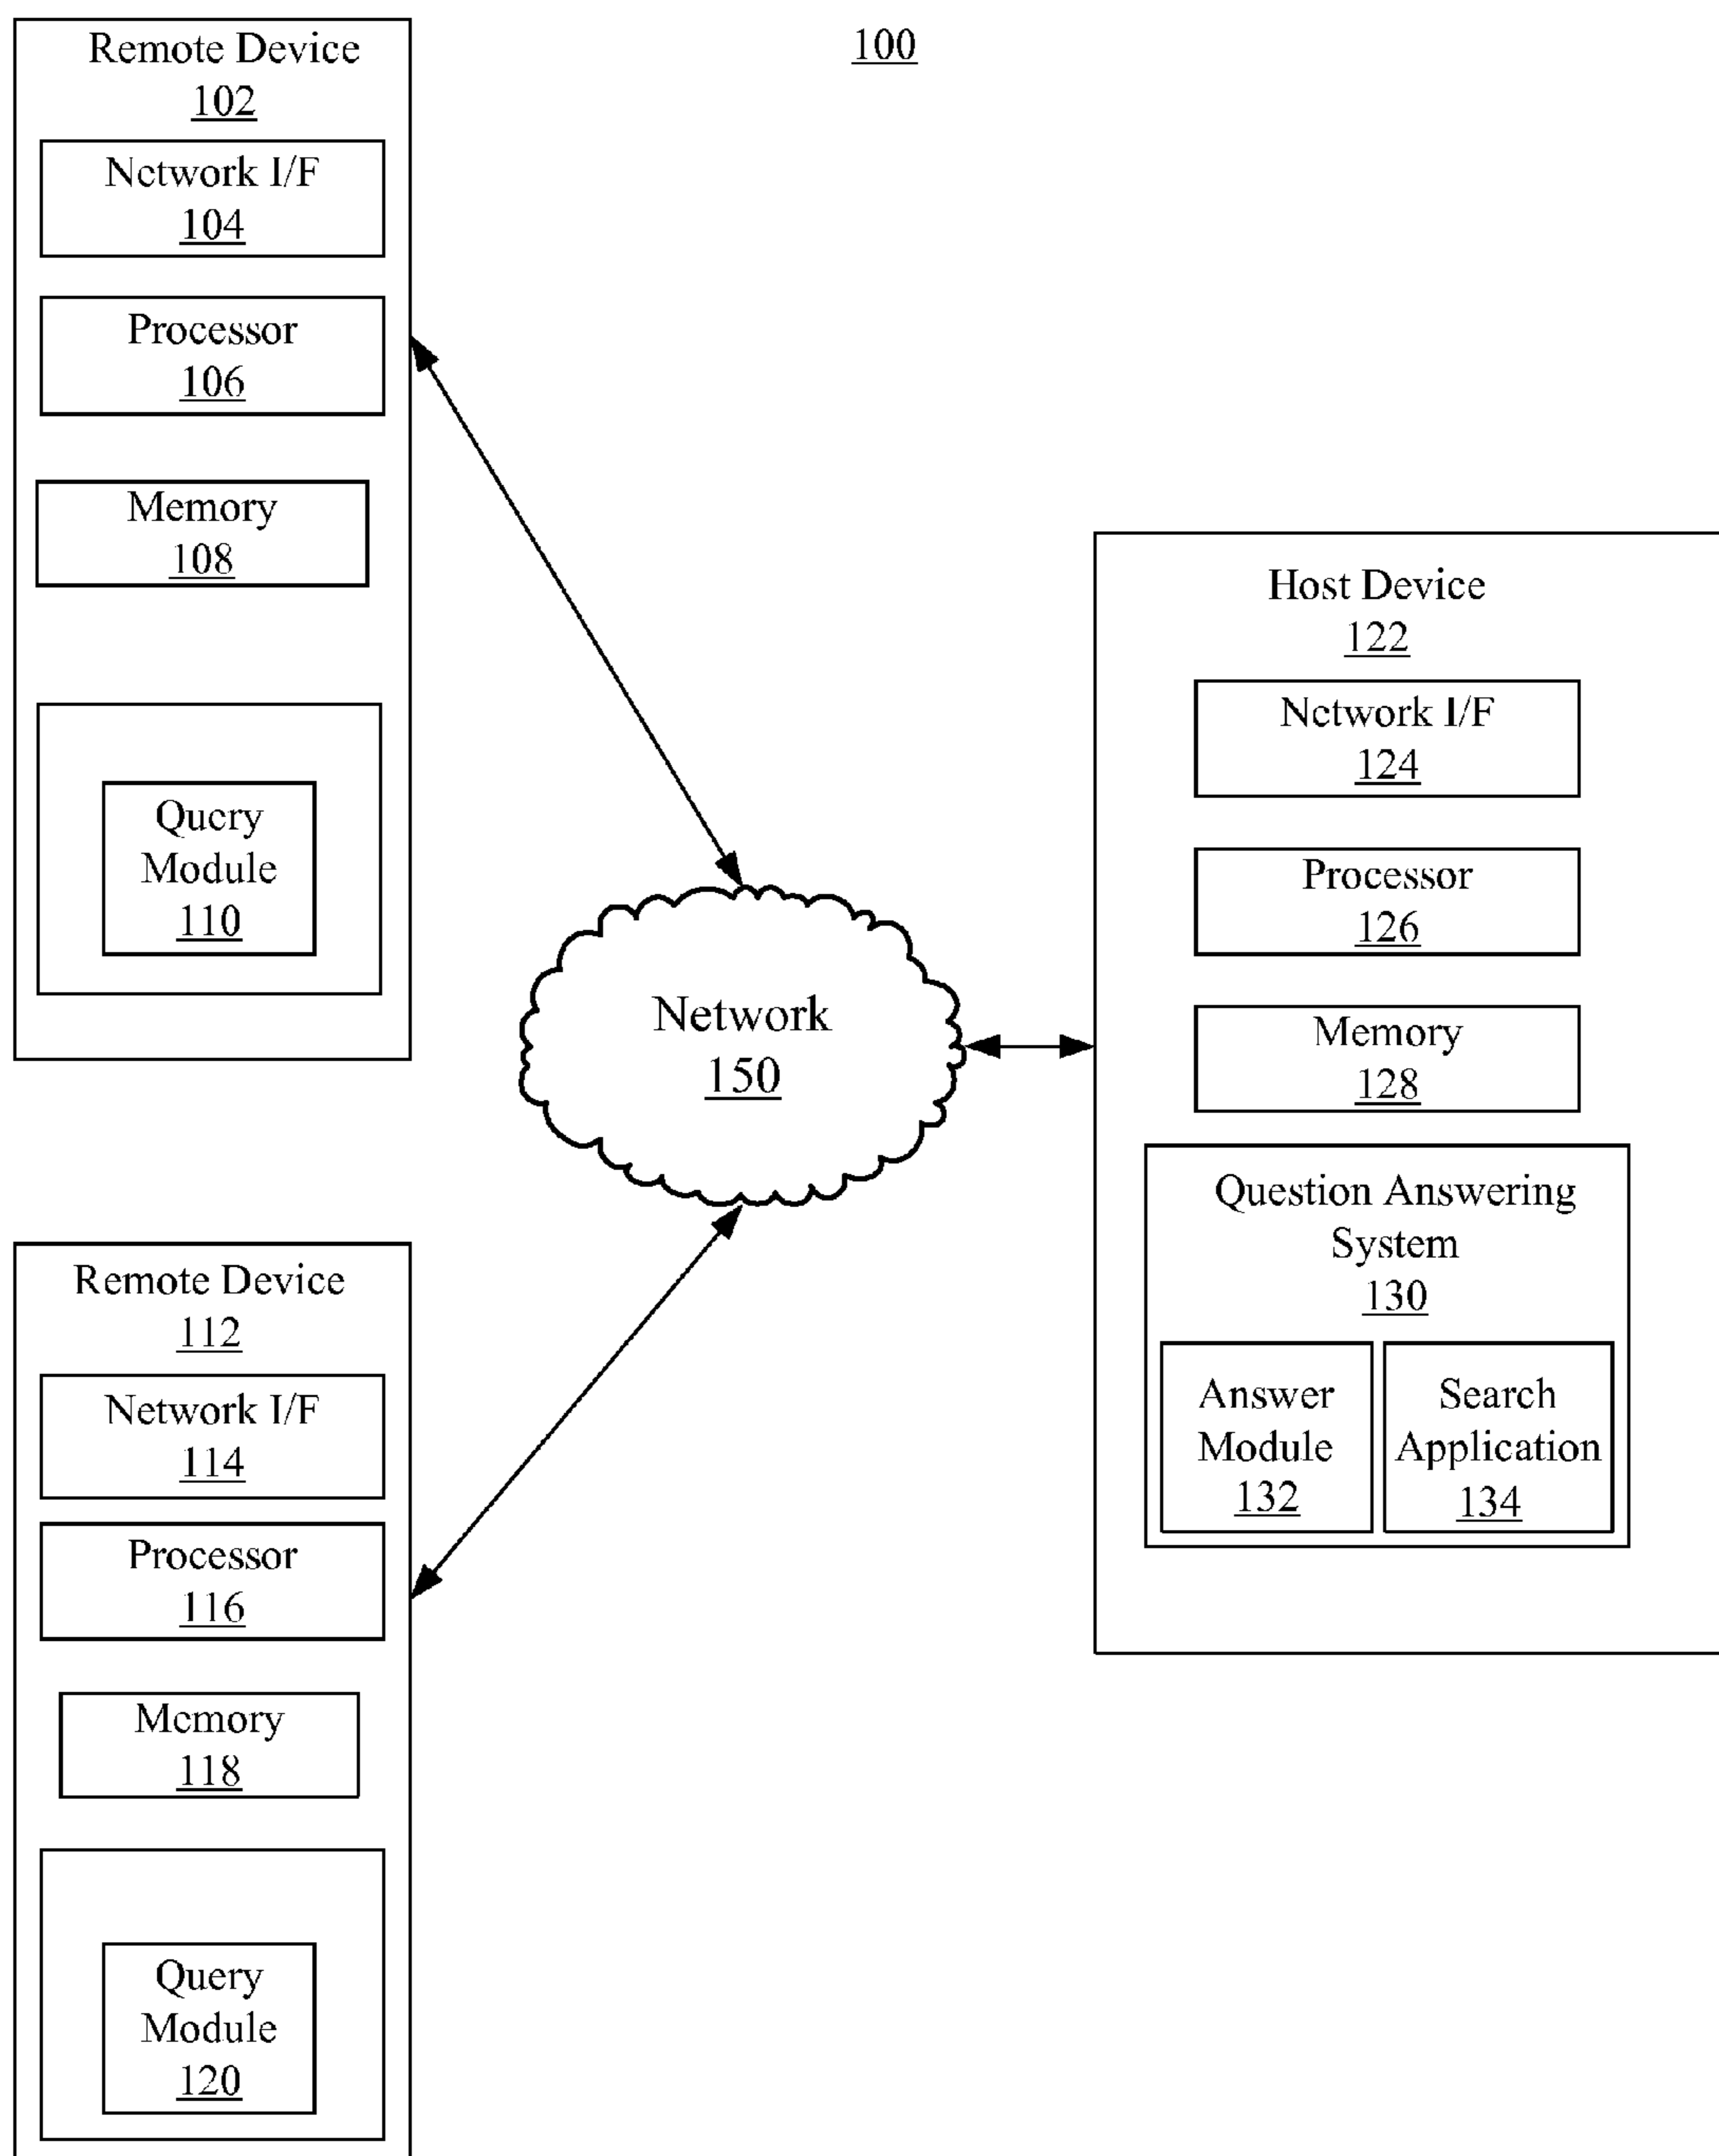 100
Remote Device
102
Network I/F
104
Processor
106
Memory
108
Query
Module
110
Network
150
Host Device
122
Network I/F
124
Processor
126
Memory
128
Question Answering
System
130
Answer
Module
132
Search
Application
134
Remote Device
112
Network I/F
114
Processor
116
Memory
118
Query
Module
120